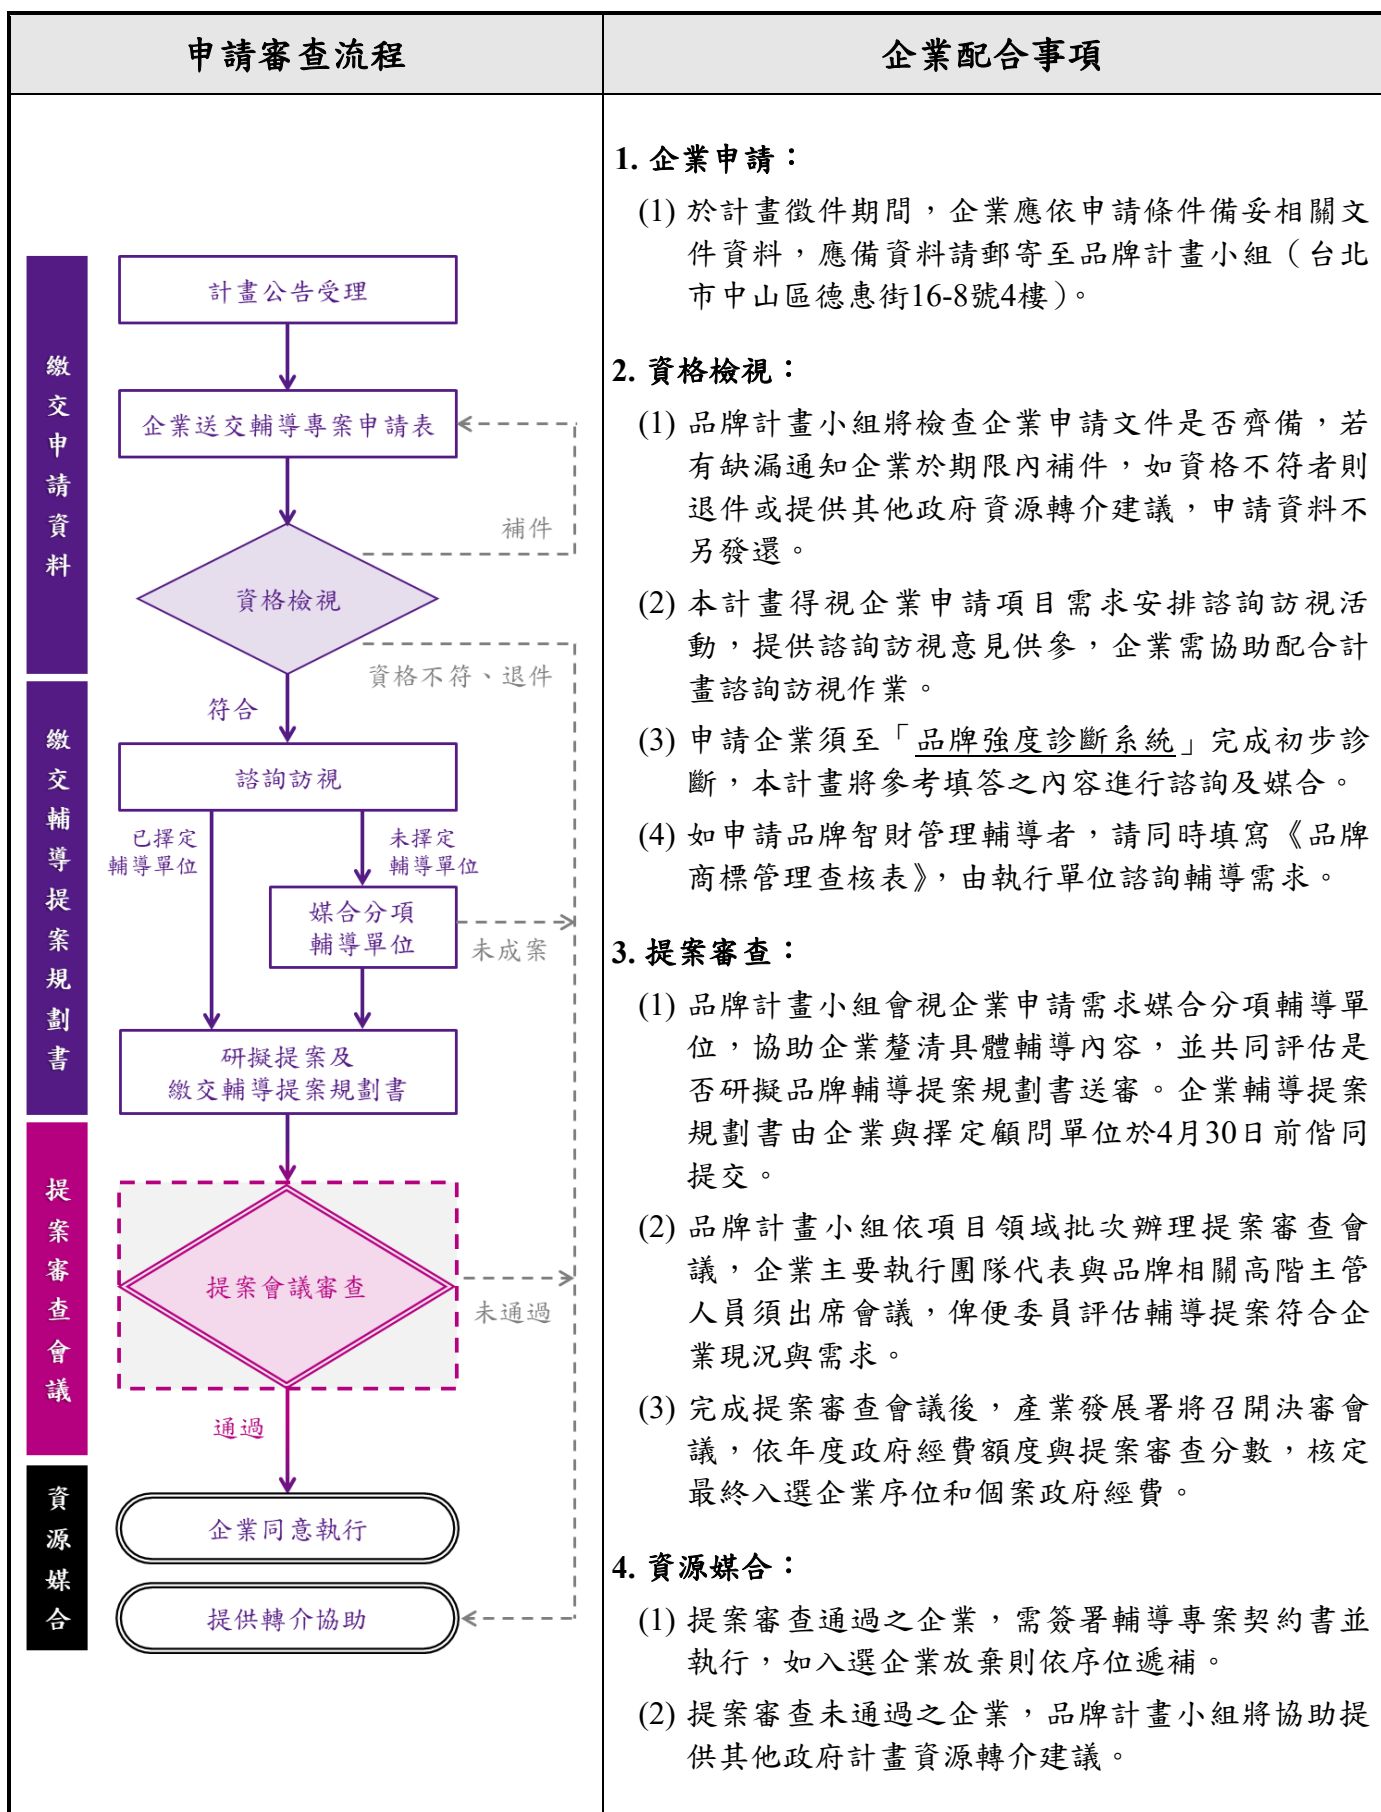 申請審查流程
企業配合事項
繳交申請資料
計畫公告受理
企業送交輔導專案申請表
補件
資格檢視
資格不符、退件
繳交輔導提案規劃書
符合
諮詢訪視
已擇定
輔導單位
未擇定
輔導單位
媒合分項
輔導單位
未成案
研擬提案及
繳交輔導提案規劃書
提案審查會議
提案會議審查
未通過
通過
資源媒合
企業同意執行
提供轉介協助
1. 企業申請：
(1) 於計畫徵件期間，企業應依申請條件備妥相關文
件資料，應備資料請郵寄至品牌計畫小組（台北
市中山區德惠街16-8號4樓）。
2. 資格檢視：
(1) 品牌計畫小組將檢查企業申請文件是否齊備，若
有缺漏通知企業於期限內補件，如資格不符者則
退件或提供其他政府資源轉介建議，申請資料不
另發還。
(2) 本計畫得視企業申請項目需求安排諮詢訪視活
動，提供諮詢訪視意見供參，企業需協助配合計
畫諮詢訪視作業。
(3) 申請企業須至「品牌強度診斷系統」完成初步診
斷，本計畫將參考填答之內容進行諮詢及媒合。
(4) 如申請品牌智財管理輔導者，請同時填寫《品牌
商標管理查核表》，由執行單位諮詢輔導需求。
3. 提案審查：
(1) 品牌計畫小組會視企業申請需求媒合分項輔導單
位，協助企業釐清具體輔導內容，並共同評估是
否研擬品牌輔導提案規劃書送審。企業輔導提案
規劃書由企業與擇定顧問單位於4月30日前偕同
提交。
(2) 品牌計畫小組依項目領域批次辦理提案審查會
議，企業主要執行團隊代表與品牌相關高階主管
人員須出席會議，俾便委員評估輔導提案符合企
業現況與需求。
(3) 完成提案審查會議後，產業發展署將召開決審會
議，依年度政府經費額度與提案審查分數，核定
最終入選企業序位和個案政府經費。
4. 資源媒合：
(1) 提案審查通過之企業，需簽署輔導專案契約書並
執行，如入選企業放棄則依序位遞補。
(2) 提案審查未通過之企業，品牌計畫小組將協助提
供其他政府計畫資源轉介建議。